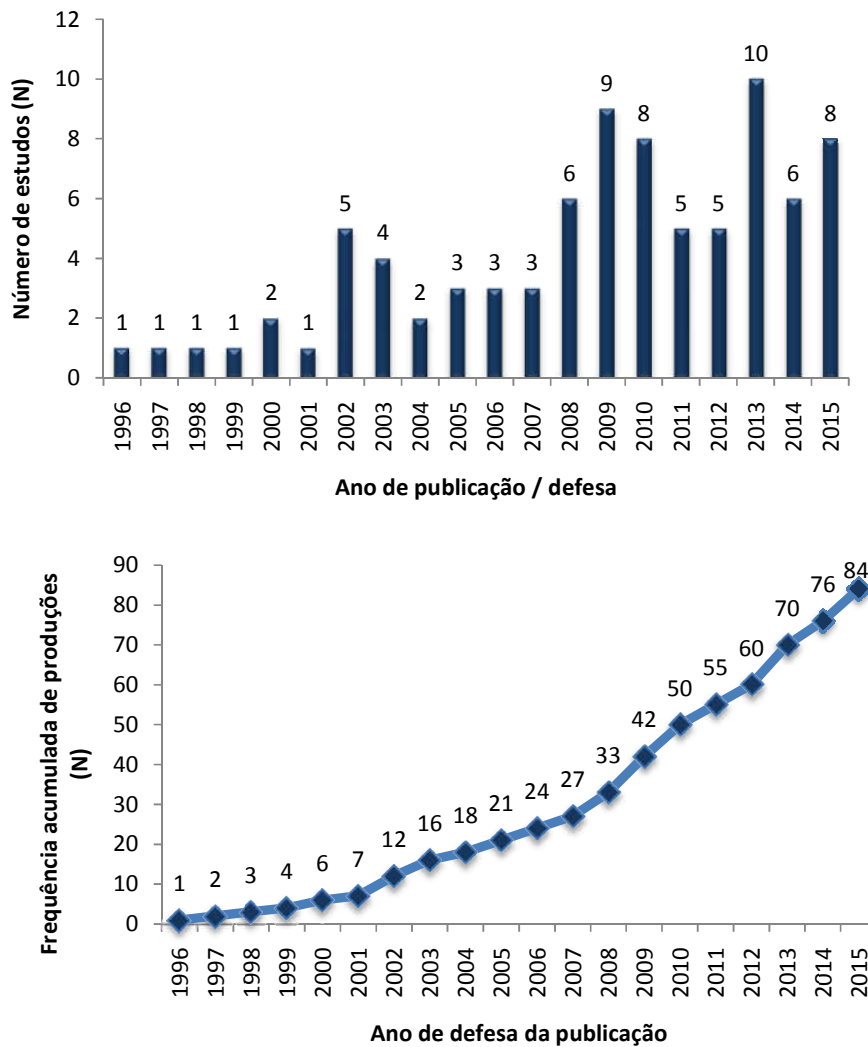 12
10
8
6
4
2
0
Número de estudos (N)
1 1 1 1 2 1 5 4 2 3 3 3 6 9 8 5 5 10 6 8
1996 1997 1998 1999 2000 2001 2002 2003 2004 2005 2006 2007 2008 2009 2010 2011 2012 2013 2014 2015
Ano de publicação / defesa
90
80
70
60
50
40
30
20
10
0
Frequência acumulada de produções
(N)
1 2 3 4 6 7 12 16 18 21 24 27 33 42 50 55 60 70 76 84
1996 1997 1998 1999 2000 2001 2002 2003 2004 2005 2006 2007 2008 2009 2010 2011 2012 2013 2014 2015
Ano de defesa da publicação